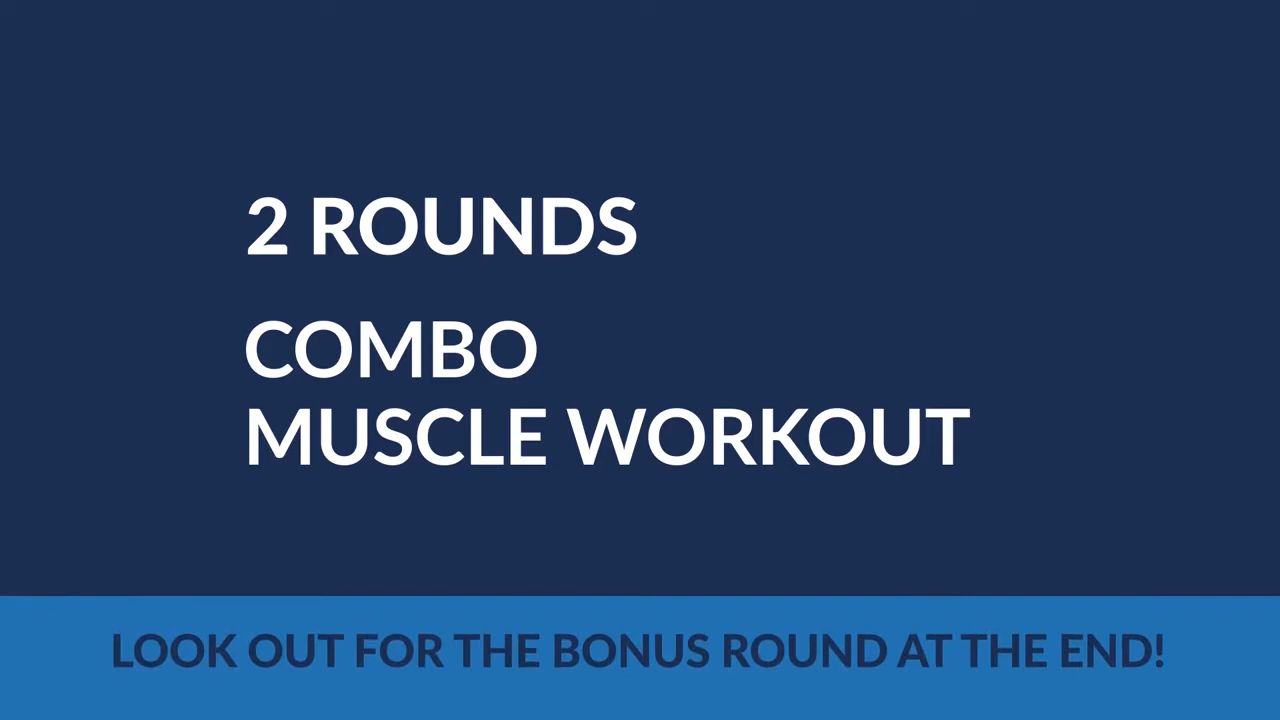 2 ROUNDS
COMBO
MUSCLE WORKOUT
LOOK OUT FOR THE BONUS ROUND AT THE END!